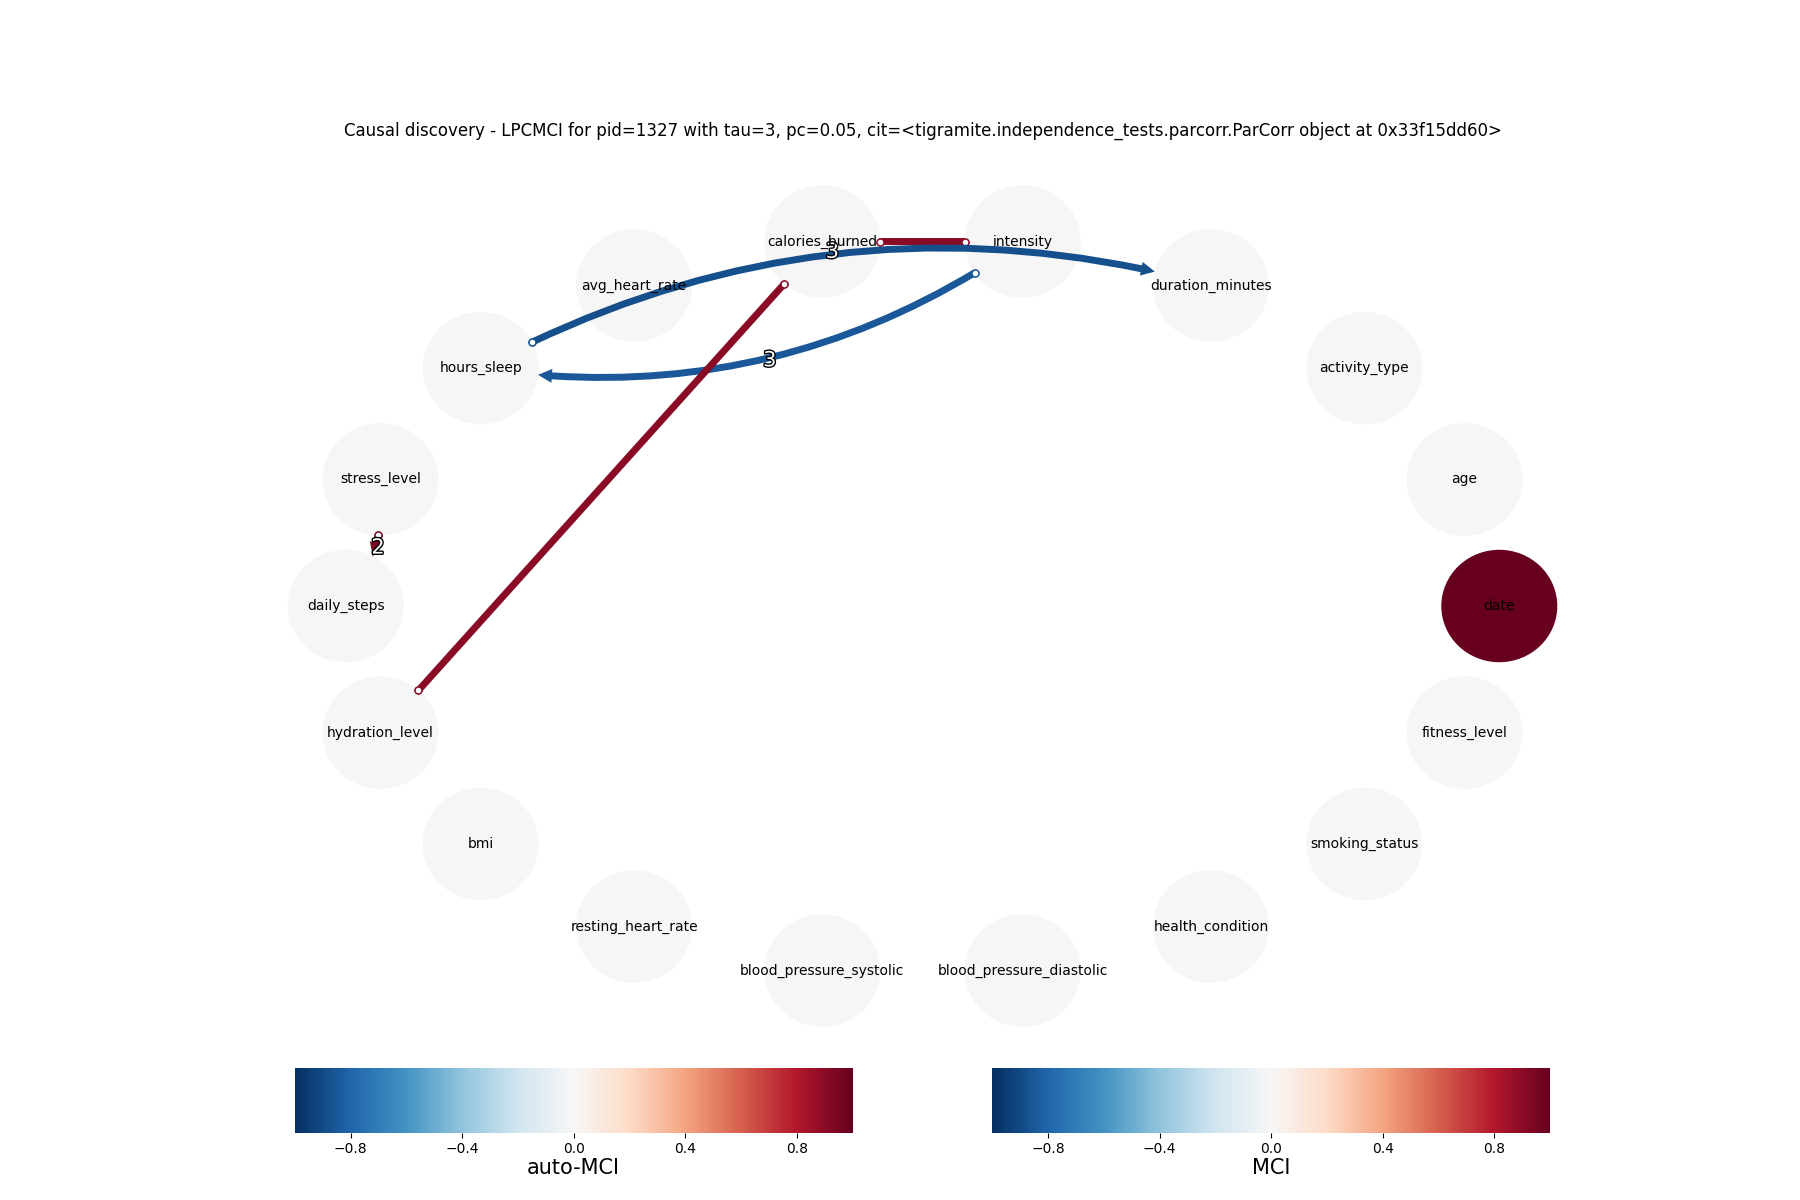 Causal discovery - LPCMCI for pid=1327 with tau=3, pc=0.05, cit=<tigramite.independence_tests.parcorr.ParCorr object at 0x33f15dd60>
calories_burned
intensity
3
avg_heart_rate
duration_minutes
3
hours_sleep
activity_type
stress_level
age
2
daily_steps
date
hydration_level
fitness_level
bmi
smoking_status
resting_heart_rate
health_condition
blood_pressure_systolic
blood_pressure_diastolic
−0.8 −0.4 0.0 0.4 0.8
auto-MCI
−0.8 −0.4 0.0 0.4 0.8
MCI